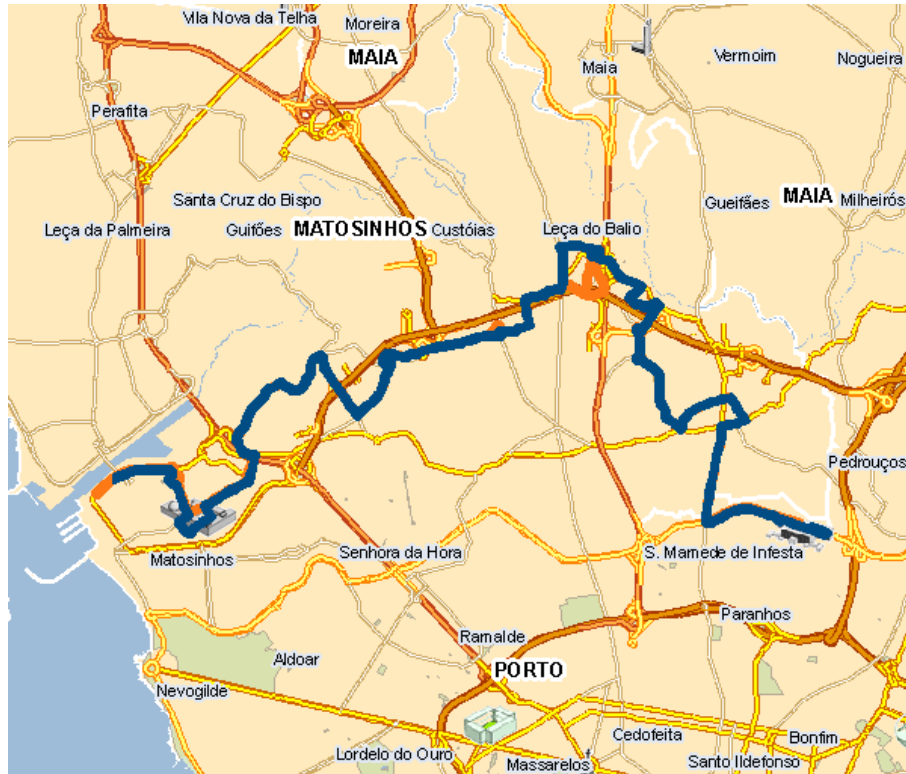 Vila Nova da Telha
Moreira
MAIA
Maia
Vermoim
Nogueira
Perafita
Santa Cruz do Bispo
Gueifães
MAIA
Milheirós
Leça da Palmeira
Guifões
MATOSINHOS
Custóias
Leça do Balio
Pedrouços
Matosinhos
Senhora da Hora
S. Mamede de Infesta
Paranhos
Ramalde
Aldoar
PORTO
Nevogilde
Cedofeita
Bonfim
Lordelo do Ouro
Massarelos
Santo Ildefonso